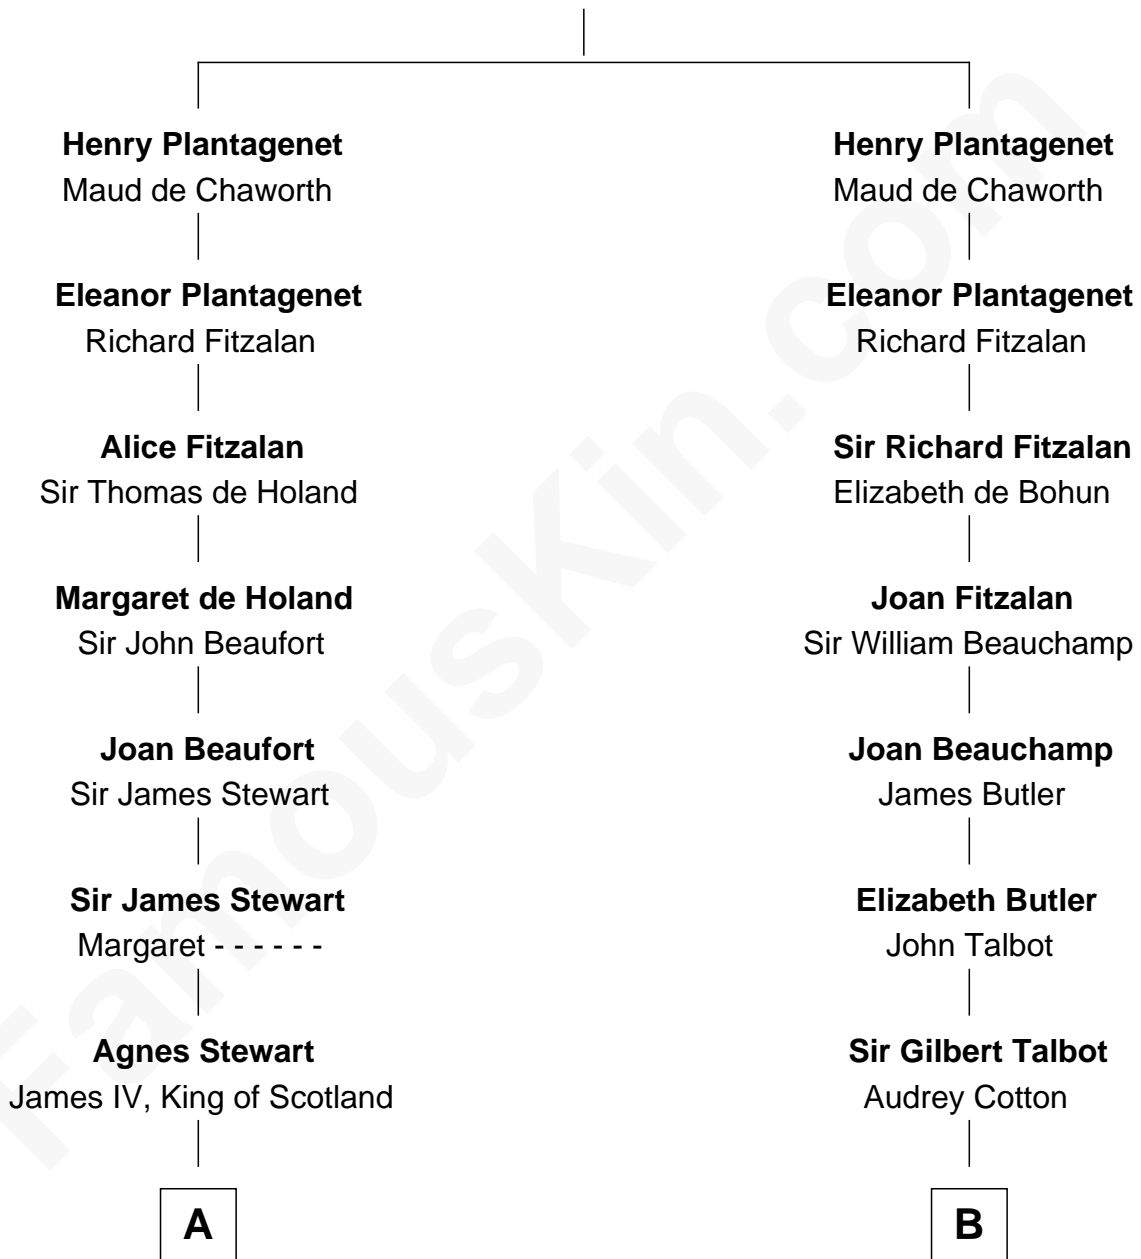 Henry Plantagenet
Maud de Chaworth
Eleanor Plantagenet
Richard Fitzalan
Alice Fitzalan
Sir Thomas de Holand
Margaret de Holand
Sir John Beaufort
Joan Beaufort
Sir James Stewart
Sir James Stewart
Margaret - - - - - -
Agnes Stewart
James IV, King of Scotland
A
Henry Plantagenet
Maud de Chaworth
Eleanor Plantagenet
Richard Fitzalan
Sir Richard Fitzalan
Elizabeth de Bohun
Joan Fitzalan
Sir William Beauchamp
Joan Beauchamp
James Butler
Elizabeth Butler
John Talbot
Sir Gilbert Talbot
Audrey Cotton
B
FamousKin.com